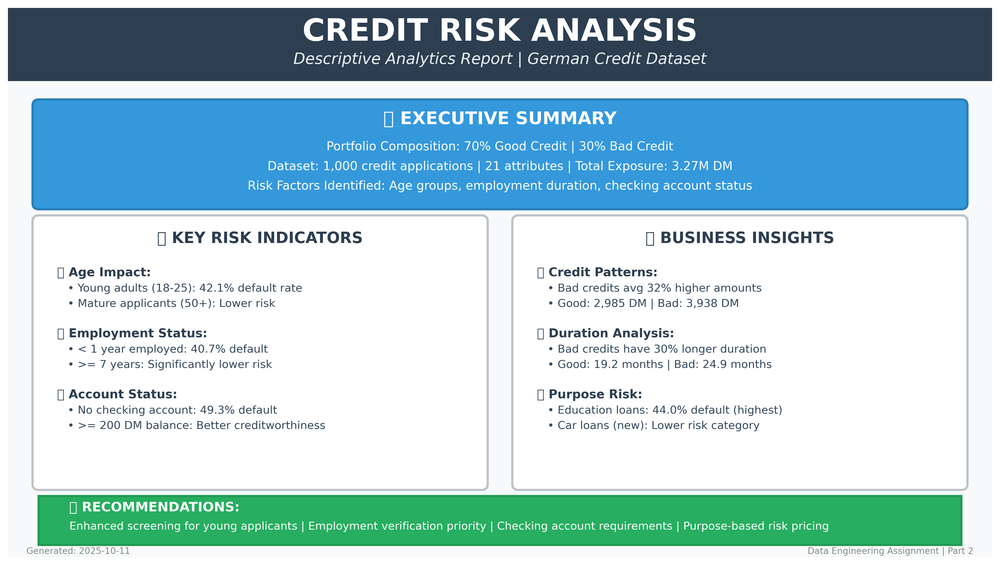 CREDIT RISK ANALYSIS
Descriptive Analytics Report | German Credit Dataset
EXECUTIVE SUMMARY
Portfolio Composition: 70% Good Credit | 30% Bad Credit
Dataset: 1,000 credit applications | 21 attributes | Total Exposure: 3.27M DM
Risk Factors Identified: Age groups, employment duration, checking account status
KEY RISK INDICATORS
Age Impact:
• Young adults (18-25): 42.1% default rate
• Mature applicants (50+): Lower risk
Employment Status:
• < 1 year employed: 40.7% default
• >= 7 years: Significantly lower risk
Account Status:
• No checking account: 49.3% default
• >= 200 DM balance: Better creditworthiness
BUSINESS INSIGHTS
Credit Patterns:
• Bad credits avg 32% higher amounts
• Good: 2,985 DM | Bad: 3,938 DM
Duration Analysis:
• Bad credits have 30% longer duration
• Good: 19.2 months | Bad: 24.9 months
Purpose Risk:
• Education loans: 44.0% default (highest)
• Car loans (new): Lower risk category
RECOMMENDATIONS:
Enhanced screening for young applicants | Employment verification priority | Checking account requirements | Purpose-based risk pricing
Generated: 2025-10-11
Data Engineering Assignment | Part 2